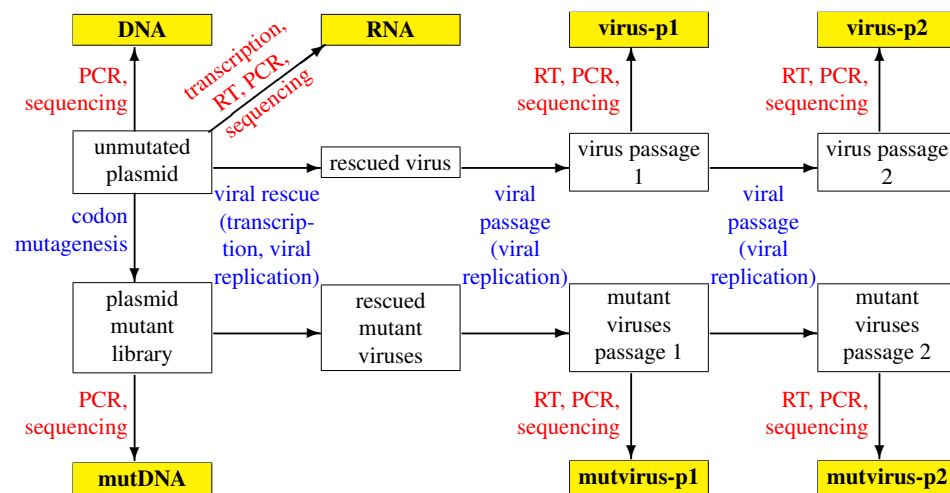 DNA
RNA
virus-p1
virus-p2
PCR,
sequencing
transcription,
RT, PCR,
sequencing
RT, PCR,
sequencing
RT, PCR,
sequencing
unmutated
plasmid
rescued virus
virus passage
1
virus passage
2
codon
mutagenesis
viral rescue
(transcrip-
tion, viral
replication)
viral
passage
(viral
replication)
viral
passage
(viral
replication)
plasmid
mutant
library
rescued
mutant
viruses
mutant
viruses
passage 1
mutant
viruses
passage 2
PCR,
sequencing
RT, PCR,
sequencing
RT, PCR,
sequencing
mutDNA
mutvirus-p1
mutvirus-p2